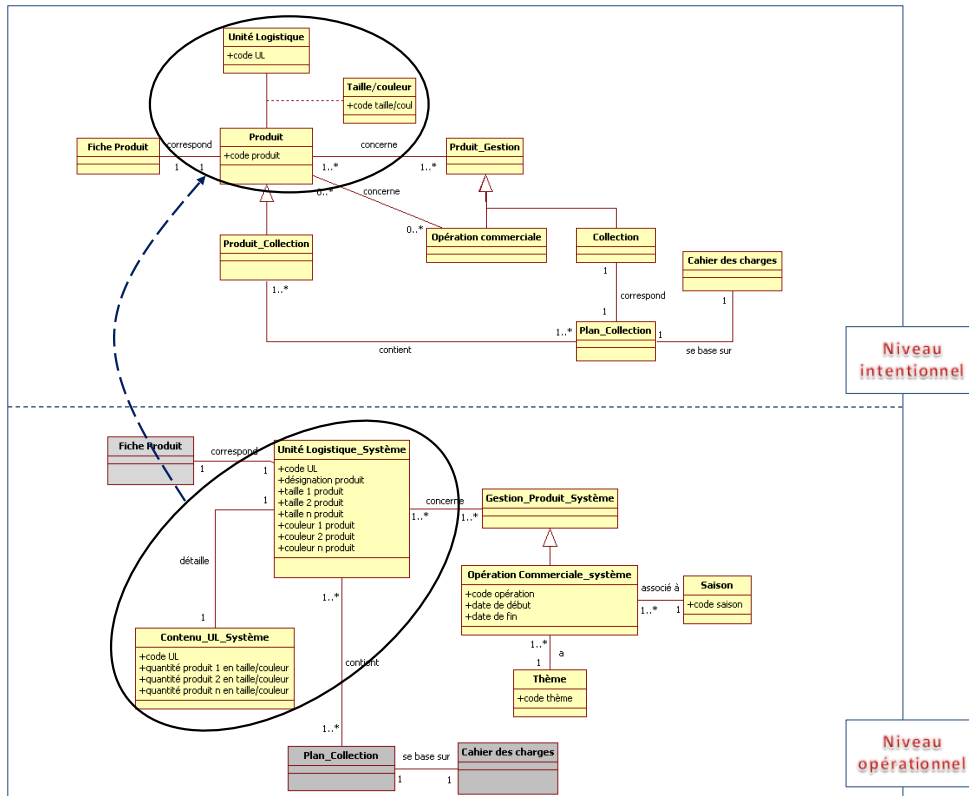 Unité Logistique
+code UL
Taille/couleur
+code taille/coul
Fiche Produit
correspond
1
1
Produit
+code produit
concerne
1..*
1..*
Prduit_Gestion
0..*
concerne
0..*
Produit_Collection
Opération commerciale
Collection
Cahier des charges
1
1
correspond
1..*
1
1..*
Plan_Collection
1
contient
se base sur
Niveau
intentionnel
Fiche Produit
correspond
1
1
Unité Logistique_Système
+code UL
+désignation produit
+taille 1 produit
+taille 2 produit
+taille n produit
+couleur 1 produit
+couleur 2 produit
+couleur n produit
1
concerne
1..*
1..*
Gestion_Produit_Système
détaille
Opération Commerciale_système
+code opération
+date de début
+date de fin
associé à
1..*
1
Saison
+code saison
1..*
1
Contenu_UL_Système
+code UL
+quantité produit 1 en taille/couleur
+quantité produit 2 en taille/couleur
+quantité produit n en taille/couleur
1..*
a
1
Thème
+code thème
contient
1..*
Plan_Collection
se base sur
1
1
Cahier des charges
Niveau
opérationnel